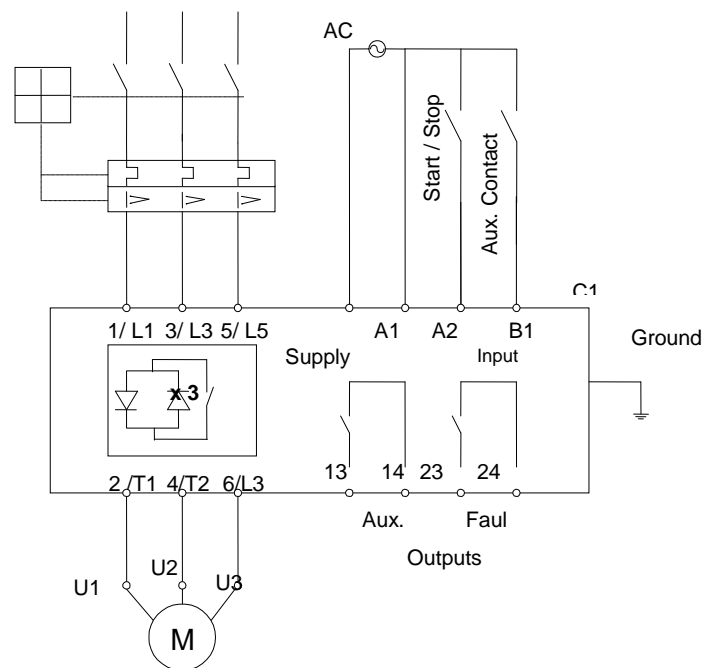 AC
Start / Stop
Aux. Contact
C1
1/ L1 3/ L3 5/ L5
A1 A2 B1
Supply
Input
Ground
x 3
13 14 23 24
2 /T1 4/T2 6/L3
Aux. Faul
Outputs
U1 U2 U3
M